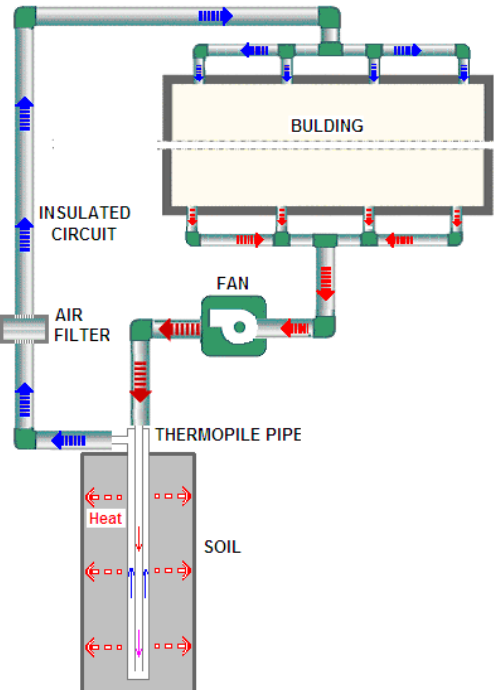 BULDING
INSULATED
CIRCUIT
FAN
AIR
FILTER
THERMOPILE PIPE
Heat
SOIL